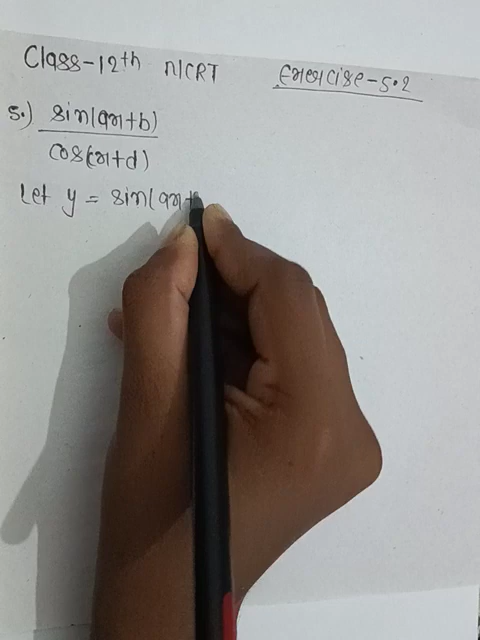 Class-12th NCRT Exercise-5.2
5.) sin(ax+b)
cos(cx+d)
Let y = sin(ax+